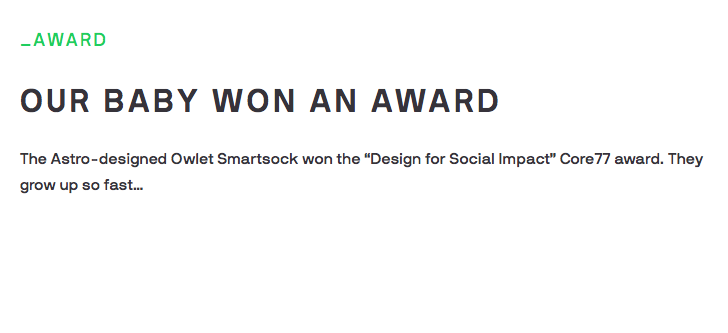 _AWARD
OUR BABY WON AN AWARD
The Astro-designed Owlet Smartsock won the “Design for Social Impact” Core77 award. They
grow up so fast…